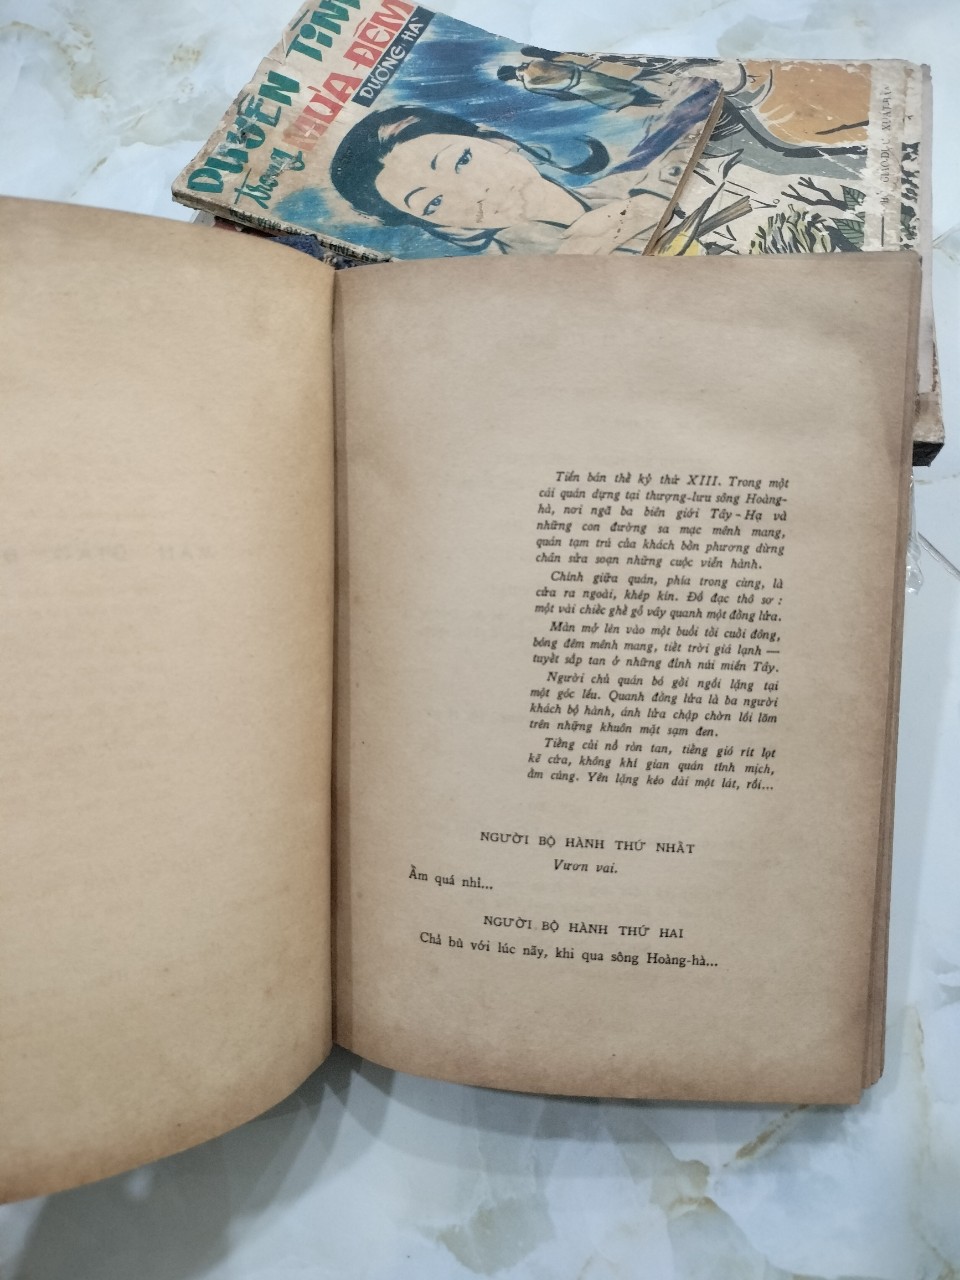 DUYÊN TÌNH
trong MƯA ĐÊM
DƯƠNG HÀ
Tiền bán thế kỷ thứ XIII. Trong một
cái quán dựng tại thượng-lưu sông Hoàng-
hà, nơi ngã ba biên giới Tây-Hạ và
những con đường sa mạc mênh mang,
quán tạm trú của khách bốn phương dừng
chân sửa soạn những cuộc viễn hành.
Chính giữa quán, phía trong cùng, là
cửa ra ngoài, khép kín. Đồ đạc thô sơ :
một vài chiếc ghế gỗ vây quanh một đống lửa.
Màn mở lên vào một buổi tối cuối đông,
bóng đêm mênh mang, tiết trời giá lạnh —
tuyết sắp tan ở những đỉnh núi miền Tây.
Người chủ quán bó gối ngồi lặng tại
một góc lều. Quanh đống lửa là ba người
khách bộ hành, ánh lửa chập chờn lồi lõm
trên những khuôn mặt sạm đen.
Tiếng củi nổ ròn tan, tiếng gió rít lọt
kẽ cửa, không khí gian quán tĩnh mịch,
ấm cúng. Yên lặng kéo dài một lát, rồi...
NGƯỜI BỘ HÀNH THỨ NHẤT
Vươn vai.
Ấm quá nhỉ...
NGƯỜI BỘ HÀNH THỨ HAI
Chả bù với lúc nãy, khi qua sông Hoàng-hà...